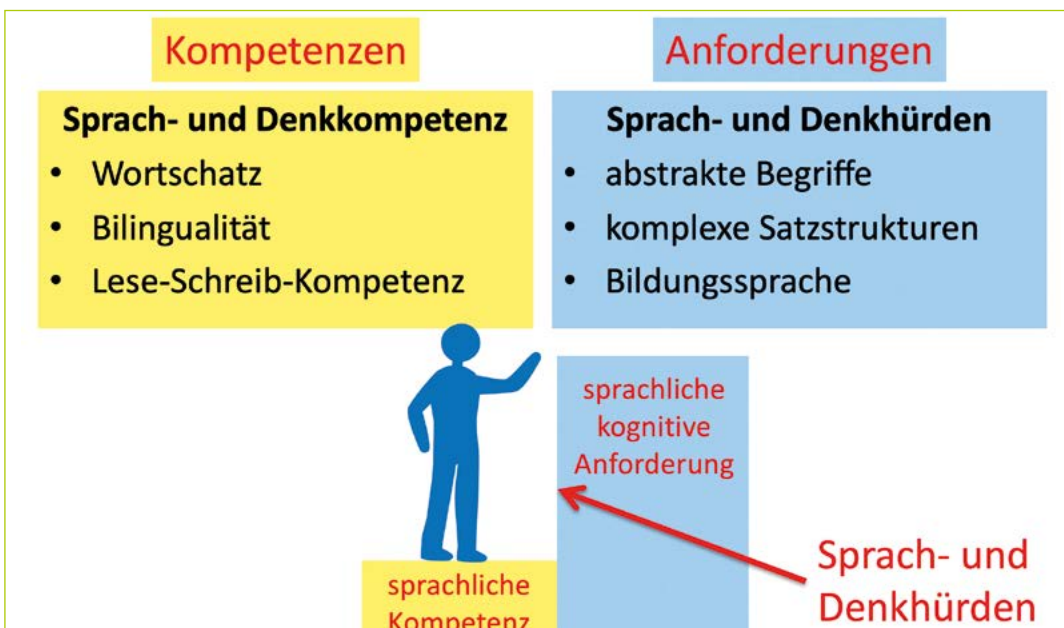 Kompetenzen
Sprach- und Denkkompetenz
• Wortschatz
• Bilingualität
• Lese-Schreib-Kompetenz
Anforderungen
Sprach- und Denkhürden
• abstrakte Begriffe
• komplexe Satzstrukturen
• Bildungssprache
sprachliche
kognitive
Anforderung
sprachliche
Kompetenz
Sprach- und
Denkhürden